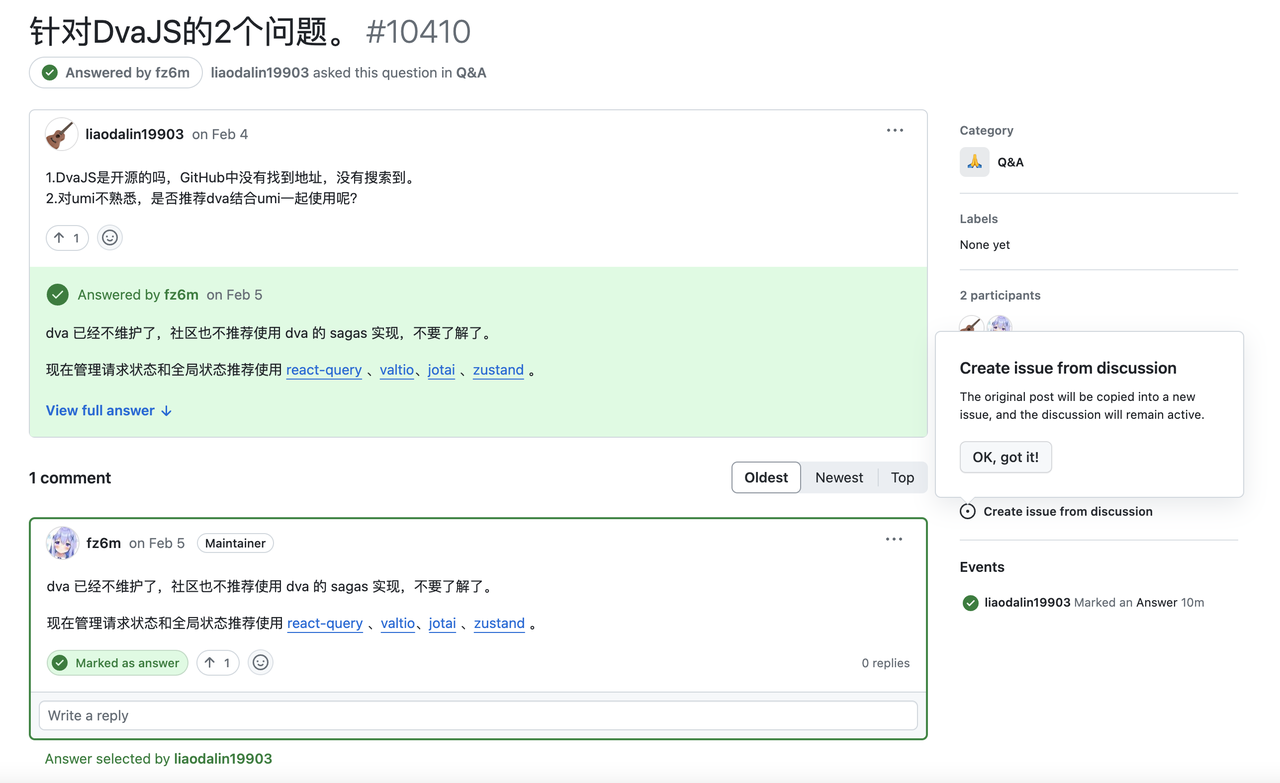 针对DvaJS的2个问题。 #10410
Answered by fz6m liaodalin19903 asked this question in Q&A
liaodalin19903 on Feb 4
1.DvaJS是开源的吗，GitHub中没有找到地址，没有搜索到。
2.对umi不熟悉，是否推荐dva结合umi一起使用呢?
1
Answered by fz6m on Feb 5
dva 已经不维护了，社区也不推荐使用 dva 的 sagas 实现，不要了解了。
现在管理请求状态和全局状态推荐使用 react-query 、valtio、jotai 、zustand 。
View full answer ↓
1 comment
Oldest Newest Top
fz6m on Feb 5 Maintainer
dva 已经不维护了，社区也不推荐使用 dva 的 sagas 实现，不要了解了。
现在管理请求状态和全局状态推荐使用 react-query 、valtio、jotai 、zustand 。
Marked as answer 1 0 replies
Write a reply
Answer selected by liaodalin19903
Category
Q&A
Labels
None yet
2 participants
Create issue from discussion
The original post will be copied into a new
issue, and the discussion will remain active.
OK, got it!
Create issue from discussion
Events
liaodalin19903 Marked an Answer 10m